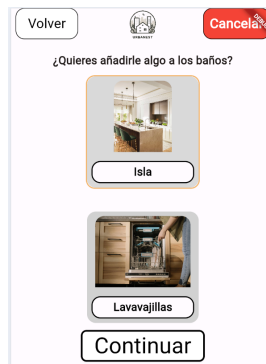 Volver
URBANEXT
Cancelar
¿Quieres añadirle algo a los baños?
Isla
Lavavajillas
Continuar